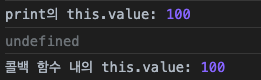 print의 this.value: 100
undefined
콜백 함수 내의 this.value: 100